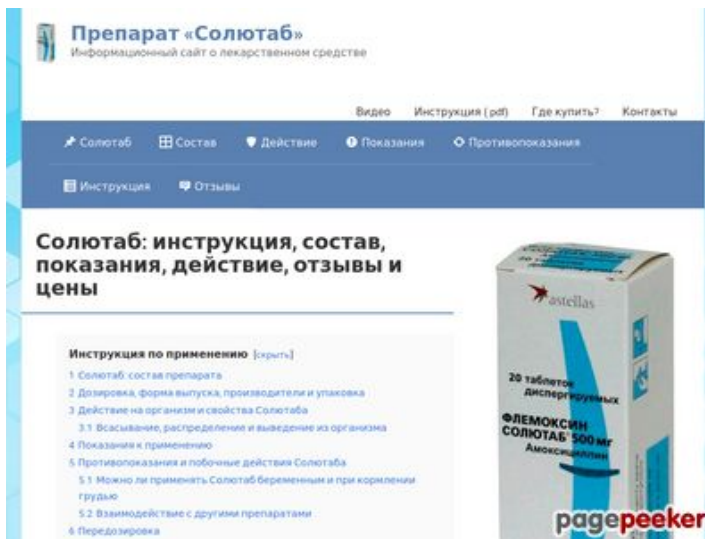 Препарат «Солютаб»
Информационный сайт о лекарственном средстве
Видео Инструкция (pdf) Где купить? Контакты
Солютаб Состав Действие Показания Противопоказания
Инструкция Отзывы
Солютаб: инструкция, состав,
показания, действие, отзывы и
цены
Инструкция по применению [скрыть]
1 Солютаб: состав препарата
2 Дозировка, форма выпуска, производители и упаковка
3 Действие на организм и свойства Солютаба
3.1 Всасывание, распределение и выведение из организма
4 Показания к применению
5 Противопоказания и побочные действия Солютаба
5.1 Можно ли применять Солютаб беременным и при кормлении
грудью
5.2 Взаимодействие с другими препаратами
6 Передозировка
astellas
20 таблеток
диспергируемых
ФЛЕМОКСИН
СОЛЮТАБ® 500 мг
Амоксициллин
pagepeeker